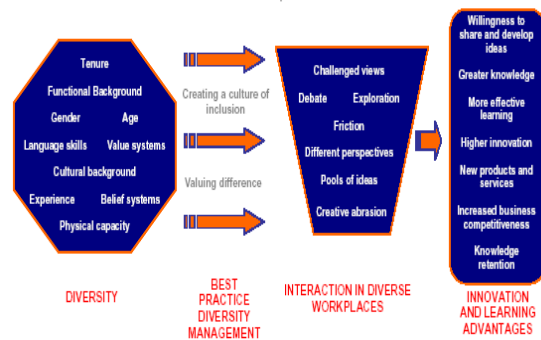 Tenure
Functional Background
Gender Age
Language skills Value systems
Cultural background
Experience Belief systems
Physical capacity
DIVERSITY
Creating a culture of
inclusion
Valuing difference
BEST
PRACTICE
DIVERSITY
MANAGEMENT
Challenged views
Debate Exploration
Friction
Different perspectives
Pools of ideas
Creative abrasion
INTERACTION IN DIVERSE
WORKPLACES
Willingness to
share and develop
ideas
Greater knowledge
More effective
learning
Higher innovation
New products and
services
Increased business
competitiveness
Knowledge
retention
INNOVATION
AND LEARNING
ADVANTAGES